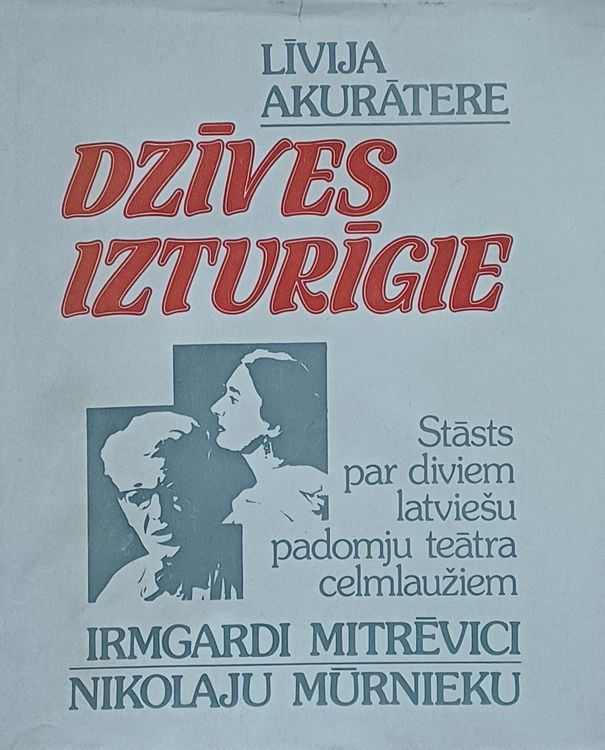 LĪVIJA
AKURĀTERE
DZĪVES
IZTURĪGIE
Stāsts
par diviem
latviešu
padomju teātra
celmlaužiem
IRMGARDI MITRĒVICI
NIKOLAJU MŪRNIEKU